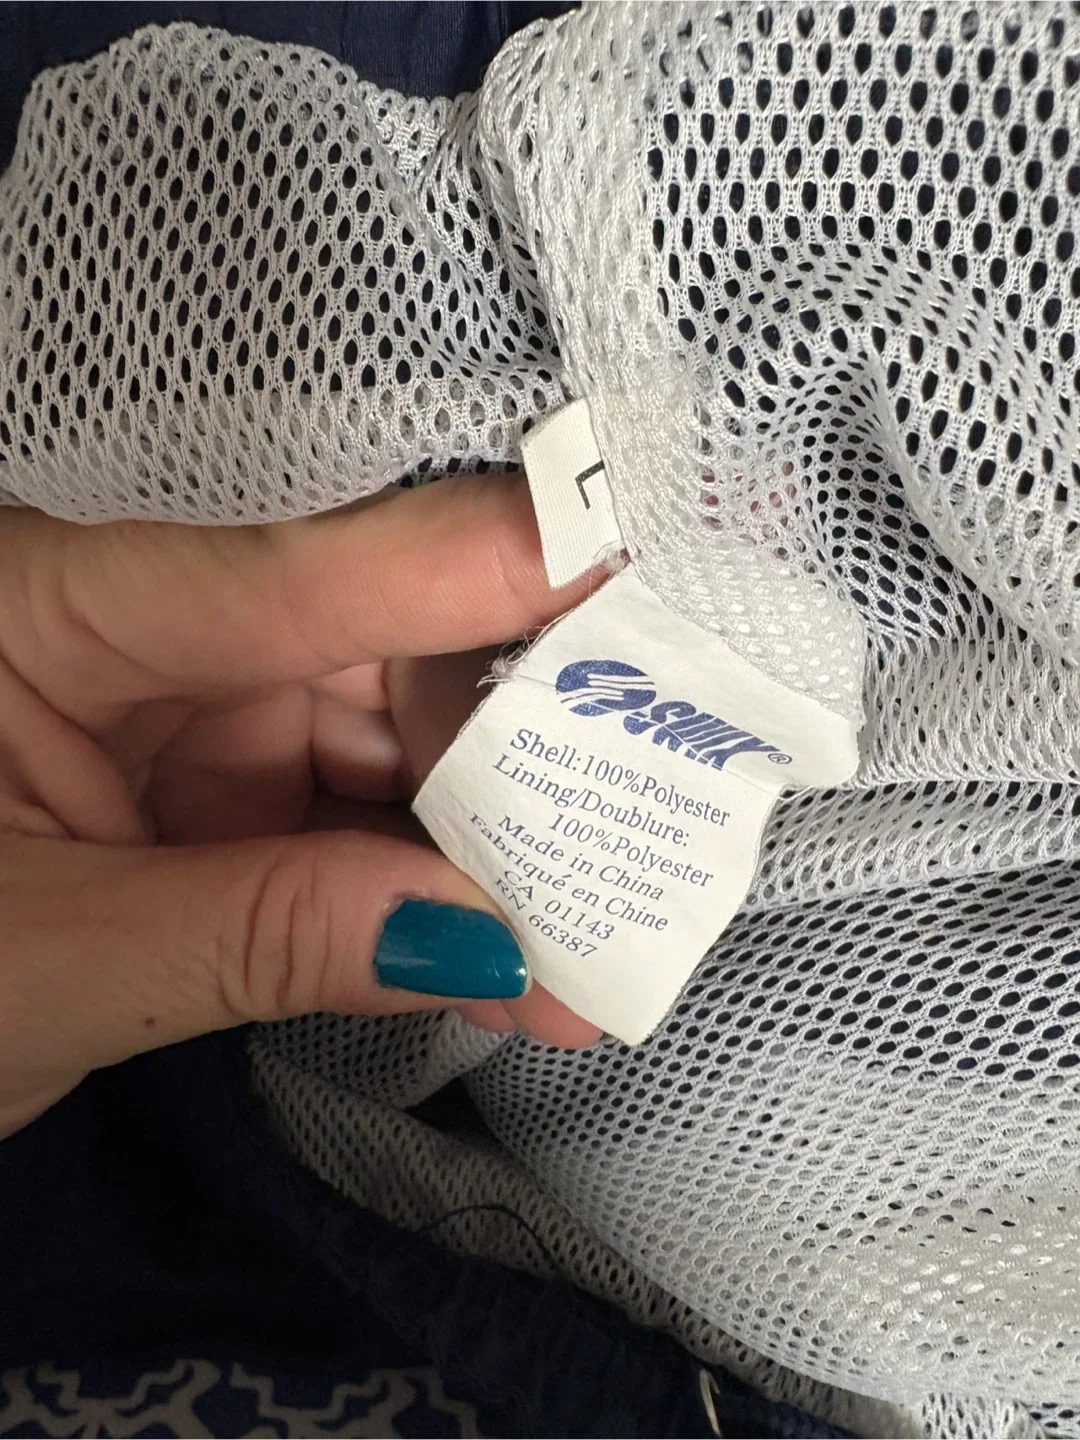 L
SWIX®
Shell:100%Polyester
Lining/Doublure:
100%Polyester
Made in China
Fabriqué en Chine
CA 01143
RN 66387